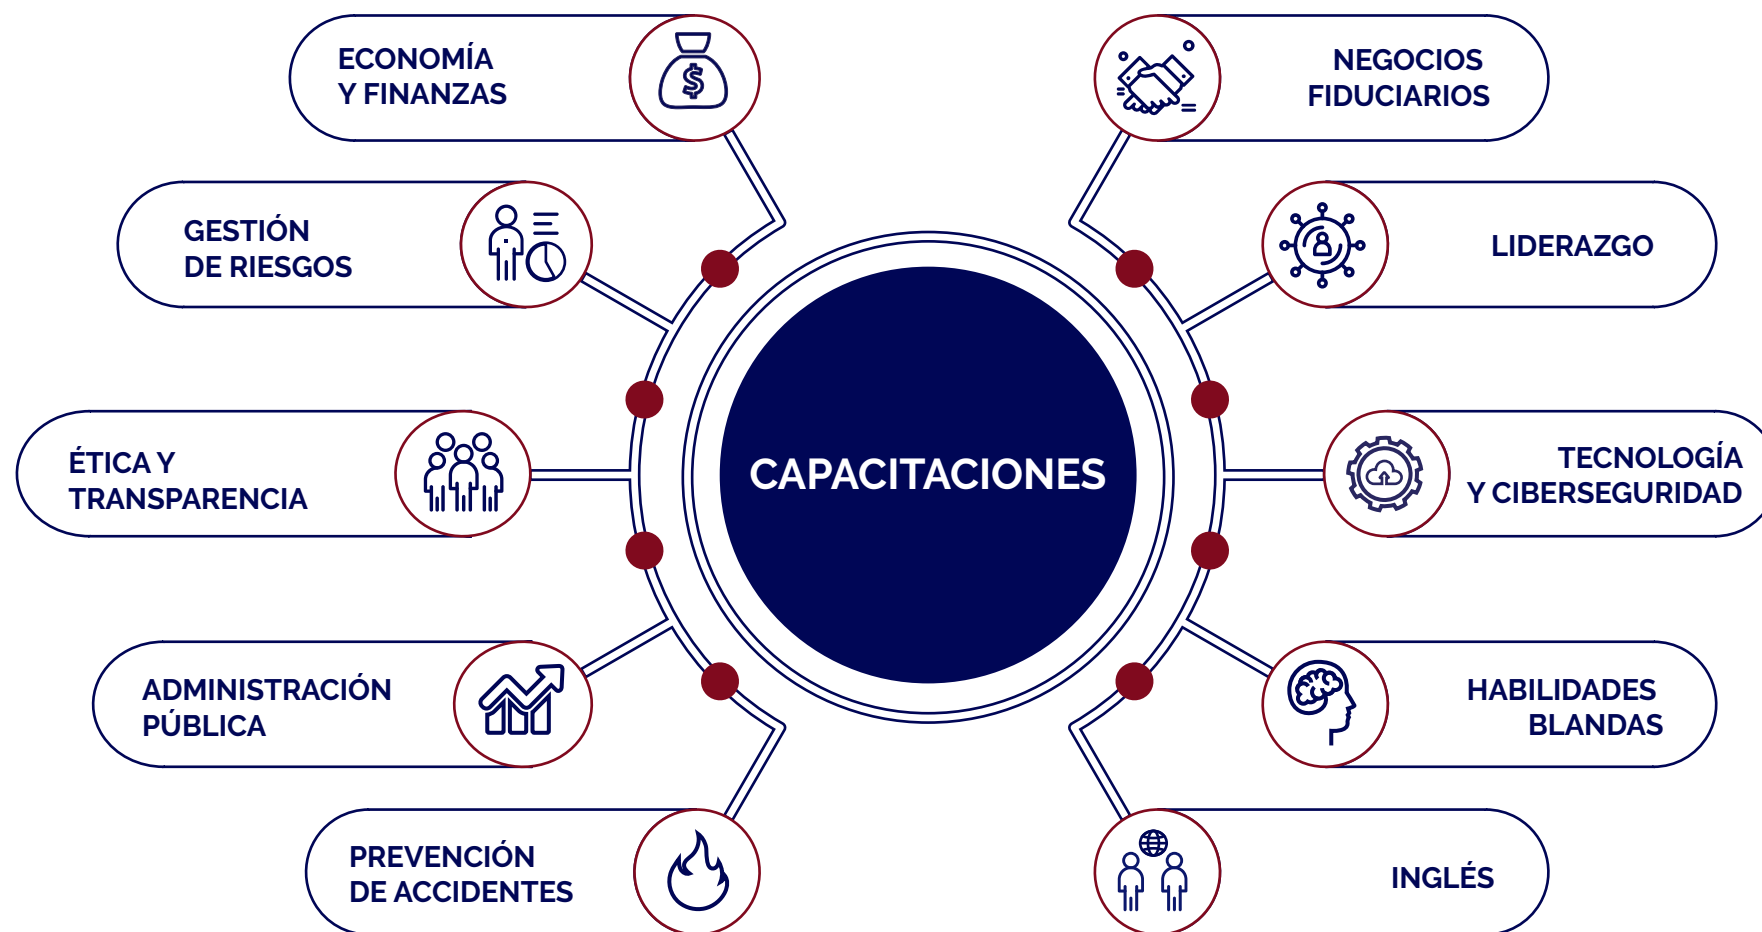 ECONOMÍA
Y FINANZAS
GESTIÓN
DE RIESGOS
ÉTICA Y
TRANSPARENCIA
ADMINISTRACIÓN
PÚBLICA
PREVENCIÓN
DE ACCIDENTES
CAPACITACIONES
NEGOCIOS
FIDUCIARIOS
LIDERAZGO
TECNOLOGÍA
Y CIBERSEGURIDAD
HABILIDADES
BLANDAS
INGLÉS
$